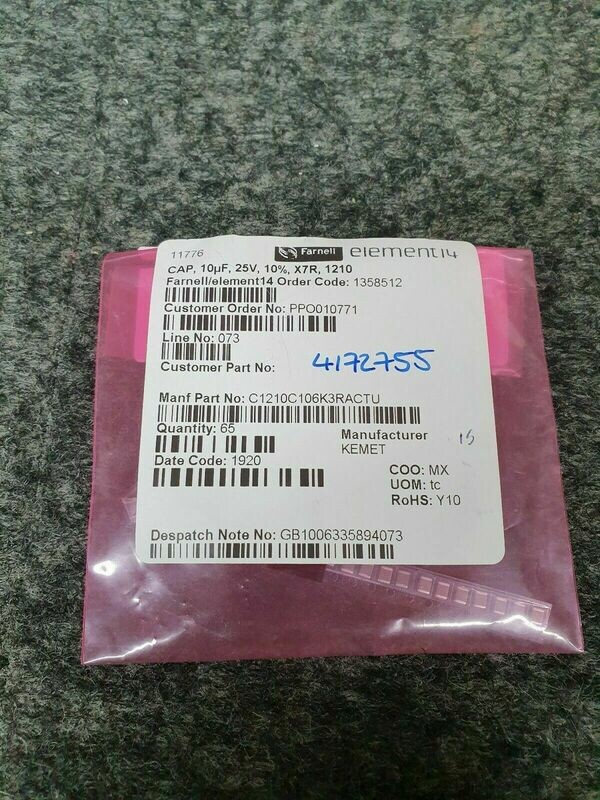 11776 Farnell element14
CAP, 10µF, 25V, 10%, X7R, 1210
Farnell/element14 Order Code: 1358512
Customer Order No: PPO010771
Line No: 073
Customer Part No: 4172755
Manf Part No: C1210C106K3RACTU
Quantity: 65
Manufacturer 15
KEMET
Date Code: 1920
COO: MX
UOM: tc
RoHS: Y10
Despatch Note No: GB1006335894073